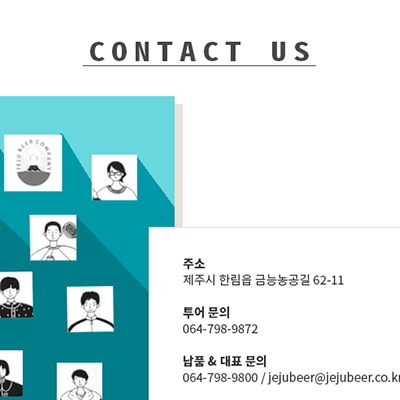 CONTACT US
JEJU BEER COMPANY
주소
제주시 한림읍 금능농공길 62-11
투어 문의
064-798-9872
납품 & 대표 문의
064-798-9800 / jejubeer@jejubeer.co.kr